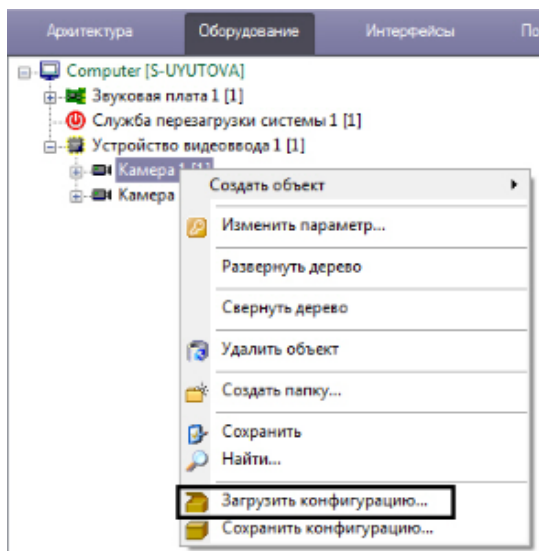 Архитектура Оборудование Интерфейсы
Computer [S-UYUTOVA]
Звуковая плата 1 [1]
Служба перезагрузки системы 1 [1]
Устройство видеоввода 1 [1]
Камера 1 [1]
Камера
Создать объект
Изменить параметр...
Развернуть дерево
Свернуть дерево
Удалить объект
Создать папку...
Сохранить
Найти...
Загрузить конфигурацию...
Сохранить конфигурацию...